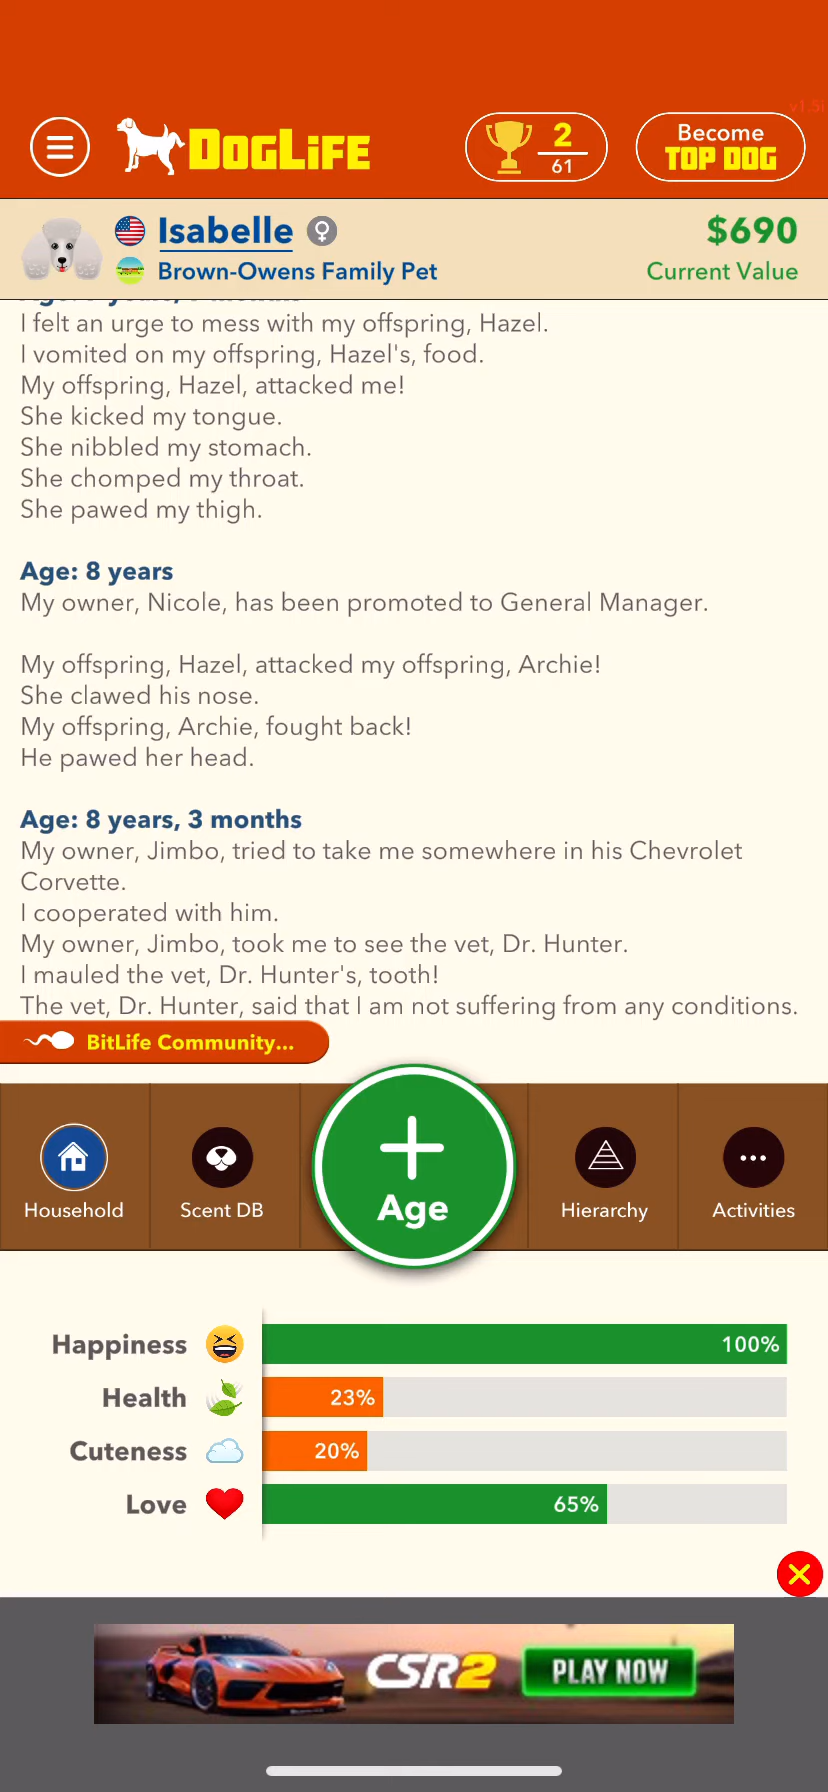 v1.5i
DOGLIFE
2
61
Become
TOP DOG
Isabelle
$690
Brown-Owens Family Pet
Current Value
I felt an urge to mess with my offspring, Hazel.
I vomited on my offspring, Hazel's, food.
My offspring, Hazel, attacked me!
She kicked my tongue.
She nibbled my stomach.
She chomped my throat.
She pawed my thigh.
Age: 8 years
My owner, Nicole, has been promoted to General Manager.
My offspring, Hazel, attacked my offspring, Archie!
She clawed his nose.
My offspring, Archie, fought back!
He pawed her head.
Age: 8 years, 3 months
My owner, Jimbo, tried to take me somewhere in his Chevrolet
Corvette.
I cooperated with him.
My owner, Jimbo, took me to see the vet, Dr. Hunter.
I mauled the vet, Dr. Hunter's, tooth!
The vet, Dr. Hunter, said that I am not suffering from any conditions.
BitLife Community...
Household
Scent DB
Age
Hierarchy
Activities
Happiness 100%
Health 23%
Cuteness 20%
Love 65%
CSR2 PLAY NOW